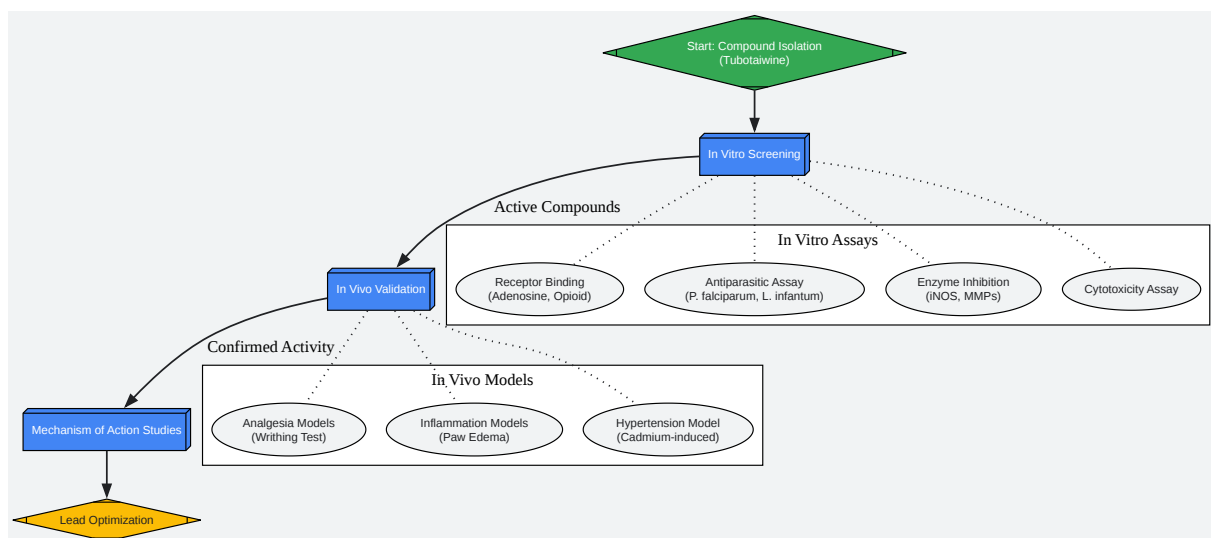 Start: Compound Isolation
(Tubotaiwine)
In Vitro Screening
Active Compounds
In Vitro Assays
Receptor Binding
(Adenosine, Opioid)
Antiparasitic Assay
(P. falciparum, L. infantum)
Enzyme Inhibition
(iNOS, MMPs)
Cytotoxicity Assay
In Vivo Validation
Confirmed Activity
In Vivo Models
Analgesia Models
(Writhing Test)
Inflammation Models
(Paw Edema)
Hypertension Model
(Cadmium-induced)
Mechanism of Action Studies
Lead Optimization